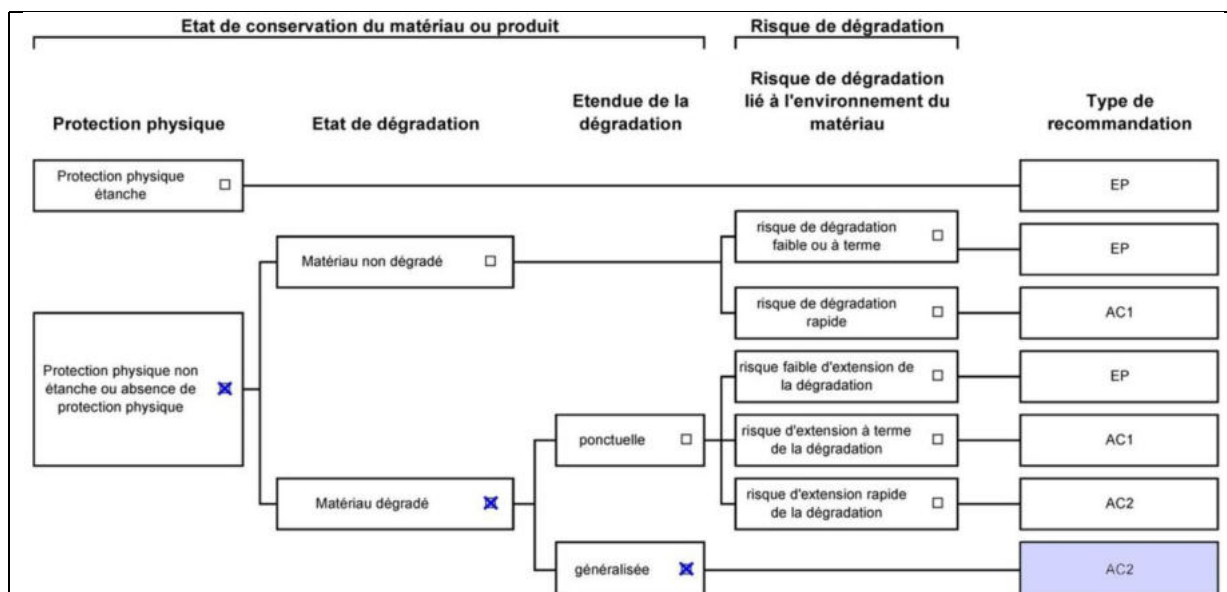 Etat de conservation du matériau ou produit
Risque de dégradation
Protection physique
Etat de dégradation
Etendue de la
dégradation
Risque de dégradation
lié à l'environnement du
matériau
Type de
recommandation
Protection physique
étanche
EP
Matériau non dégradé
risque de dégradation
faible ou à terme
EP
risque de dégradation
rapide
AC1
Protection physique non
étanche ou absence de
protection physique
risque faible d'extension de
la dégradation
EP
ponctuelle
risque d'extension à terme
de la dégradation
AC1
Matériau dégradé
risque d'extension rapide
de la dégradation
AC2
généralisée
AC2